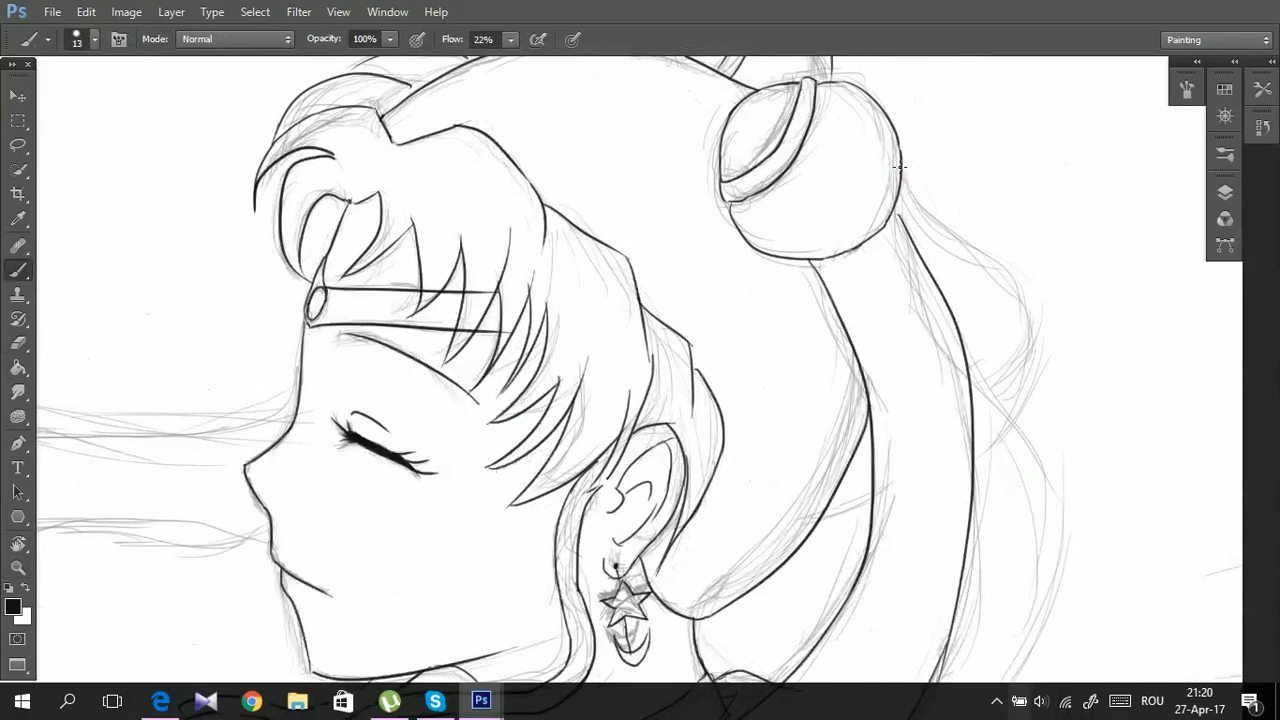 Ps File Edit Image Layer Type Select Filter View Window Help
13 Mode: Normal Opacity: 100% Flow: 22% Painting
ROU 21:20
27-Apr-17 1